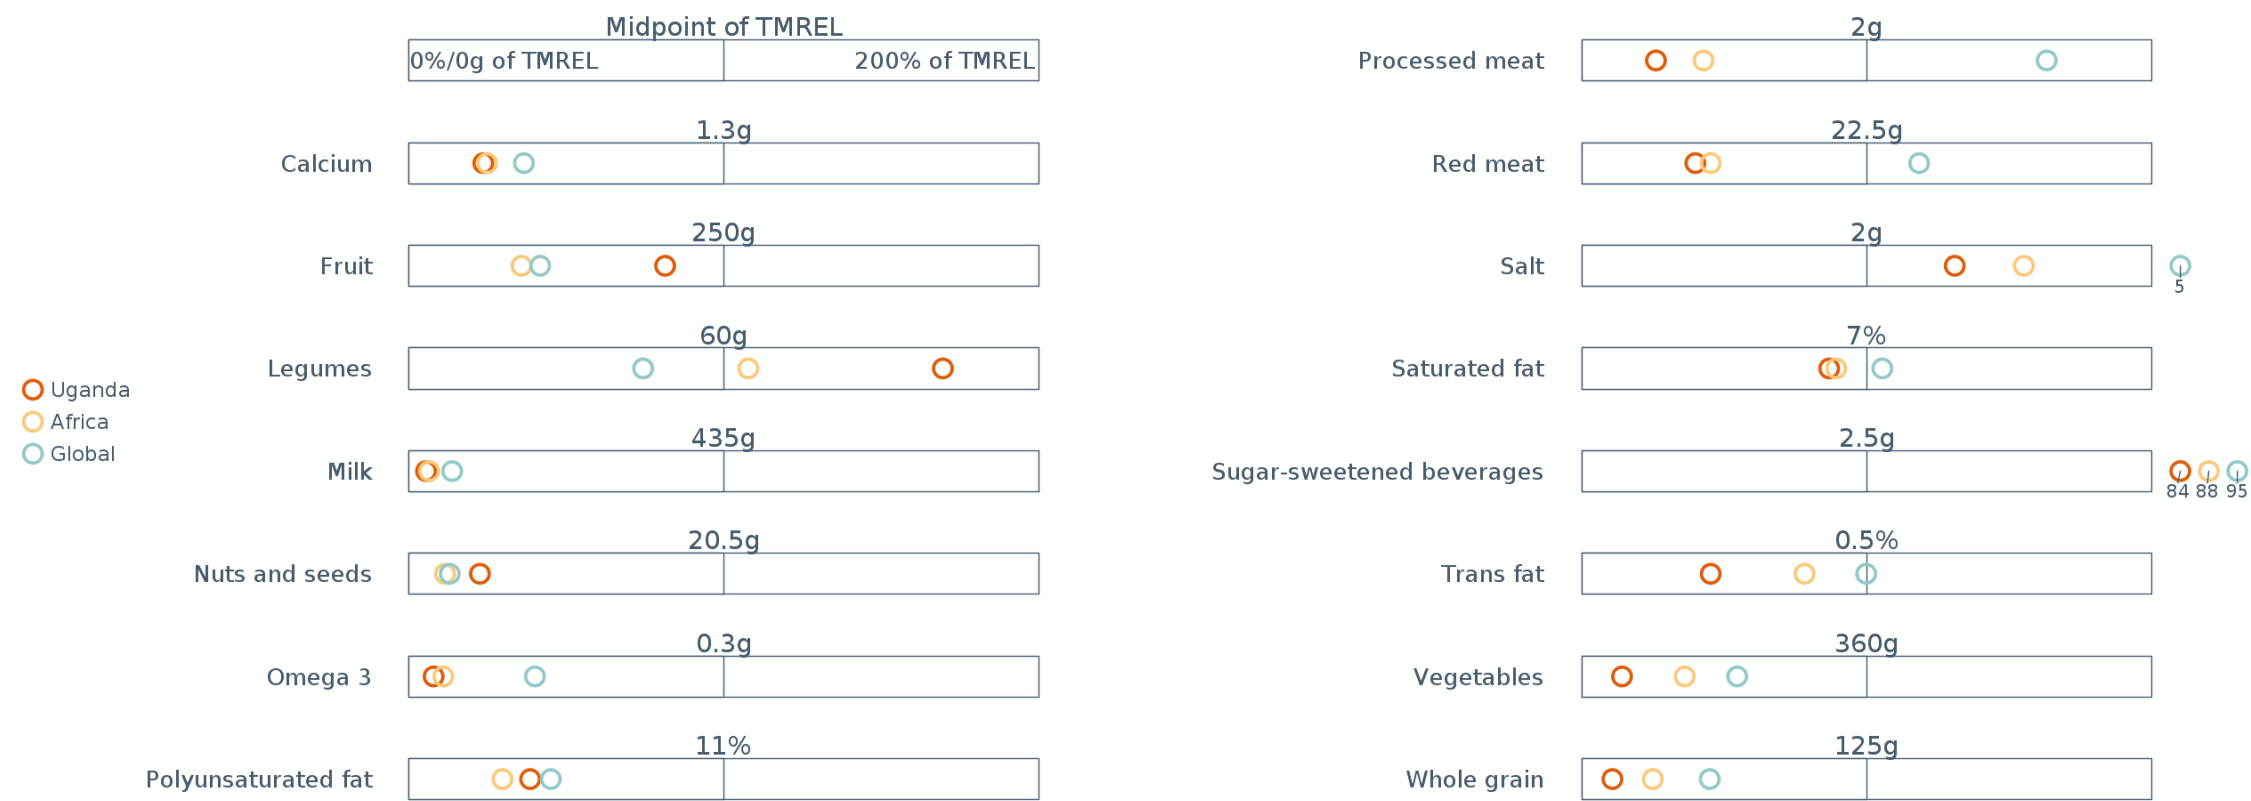 Midpoint of TMREL
0%/0g of TMREL 200% of TMREL
Calcium
1.3g
Fruit
250g
Legumes
60g
Milk
435g
Nuts and seeds
20.5g
Omega 3
0.3g
Polyunsaturated fat
11%
Uganda
Africa
Global
Processed meat
2g
Red meat
22.5g
Salt
2g
5
Saturated fat
7%
Sugar-sweetened beverages
2.5g
84 88 95
Trans fat
0.5%
Vegetables
360g
Whole grain
125g